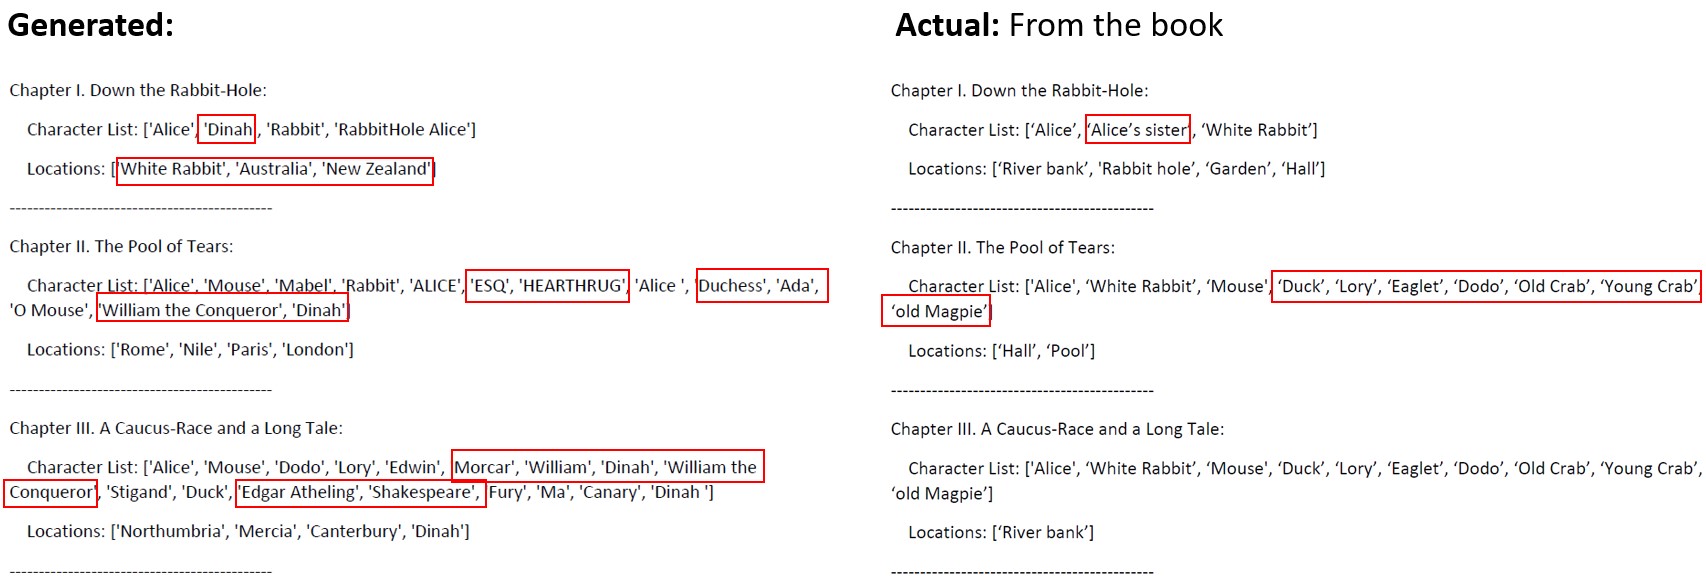 Generated:
Chapter I. Down the Rabbit-Hole:
Character List: ['Alice', 'Dinah', 'Rabbit', 'RabbitHole Alice']
Locations: ['White Rabbit', 'Australia', 'New Zealand']
--------------------------------------------
Chapter II. The Pool of Tears:
Character List: ['Alice', 'Mouse', 'Mabel', 'Rabbit', 'ALICE', 'ESQ', 'HEARTHRUG', 'Alice ', 'Duchess', 'Ada',
'O Mouse', 'William the Conqueror', 'Dinah']
Locations: ['Rome', 'Nile', 'Paris', 'London']
--------------------------------------------
Chapter III. A Caucus-Race and a Long Tale:
Character List: ['Alice', 'Mouse', 'Dodo', 'Lory', 'Edwin', 'Morcar', 'William', 'Dinah', 'William the
Conqueror', 'Stigand', 'Duck', 'Edgar Atheling', 'Shakespeare', 'Fury', 'Ma', 'Canary', 'Dinah ']
Locations: ['Northumbria', 'Mercia', 'Canterbury', 'Dinah']
--------------------------------------------
Actual: From the book
Chapter I. Down the Rabbit-Hole:
Character List: [‘Alice’, ‘Alice’s sister’, ‘White Rabbit’]
Locations: [‘River bank’, 'Rabbit hole’, ‘Garden’, ‘Hall’]
--------------------------------------------
Chapter II. The Pool of Tears:
Character List: ['Alice’, ‘White Rabbit’, ‘Mouse’, ‘Duck’, ‘Lory’, ‘Eaglet’, ‘Dodo’, ‘Old Crab’, ‘Young Crab’,
‘old Magpie’]
Locations: [‘Hall’, ‘Pool’]
--------------------------------------------
Chapter III. A Caucus-Race and a Long Tale:
Character List: ['Alice’, ‘White Rabbit’, ‘Mouse’, ‘Duck’, ‘Lory’, ‘Eaglet’, ‘Dodo’, ‘Old Crab’, ‘Young Crab’,
‘old Magpie’]
Locations: [‘River bank’]
--------------------------------------------